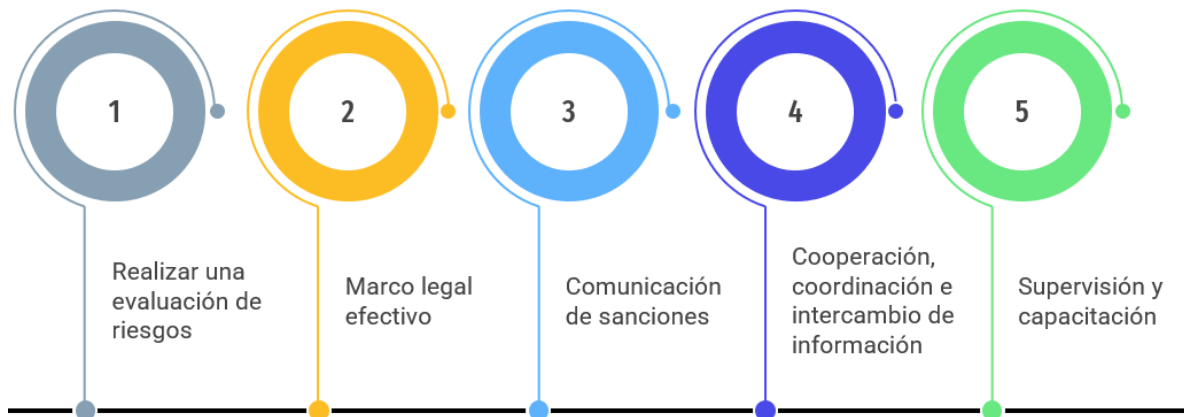 1
2
3
4
5
Realizar una
evaluación de
riesgos
Marco legal
efectivo
Comunicación
de sanciones
Cooperación,
coordinación e
intercambio de
información
Supervisión y
capacitación